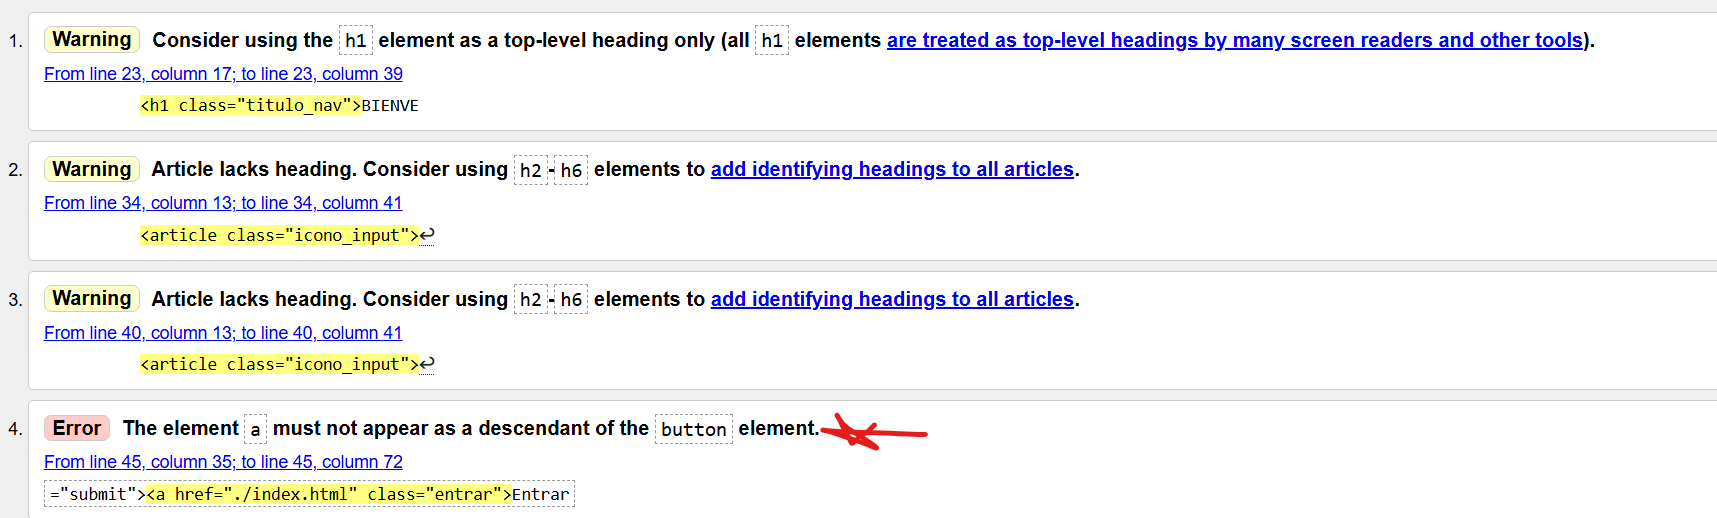 1. Warning Consider using the h1 element as a top-level heading only (all h1 elements are treated as top-level headings by many screen readers and other tools).
From line 23, column 17; to line 23, column 39
<h1 class="titulo_nav">BIENVE
2. Warning Article lacks heading. Consider using h2-h6 elements to add identifying headings to all articles.
From line 34, column 13; to line 34, column 41
<article class="icono_input">↩
3. Warning Article lacks heading. Consider using h2-h6 elements to add identifying headings to all articles.
From line 40, column 13; to line 40, column 41
<article class="icono_input">↩
4. Error The element a must not appear as a descendant of the button element.
From line 45, column 35; to line 45, column 72
="submit"><a href="./index.html" class="entrar">Entrar